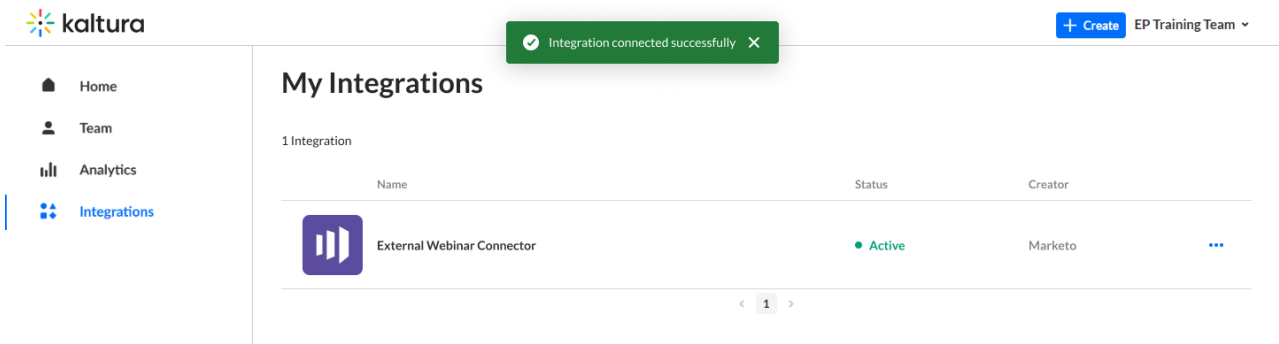 kaltura
Integration connected successfully
Create
EP Training Team
Home
Team
Analytics
Integrations
My Integrations
1 Integration
Name Status Creator
External Webinar Connector Active Marketo
1